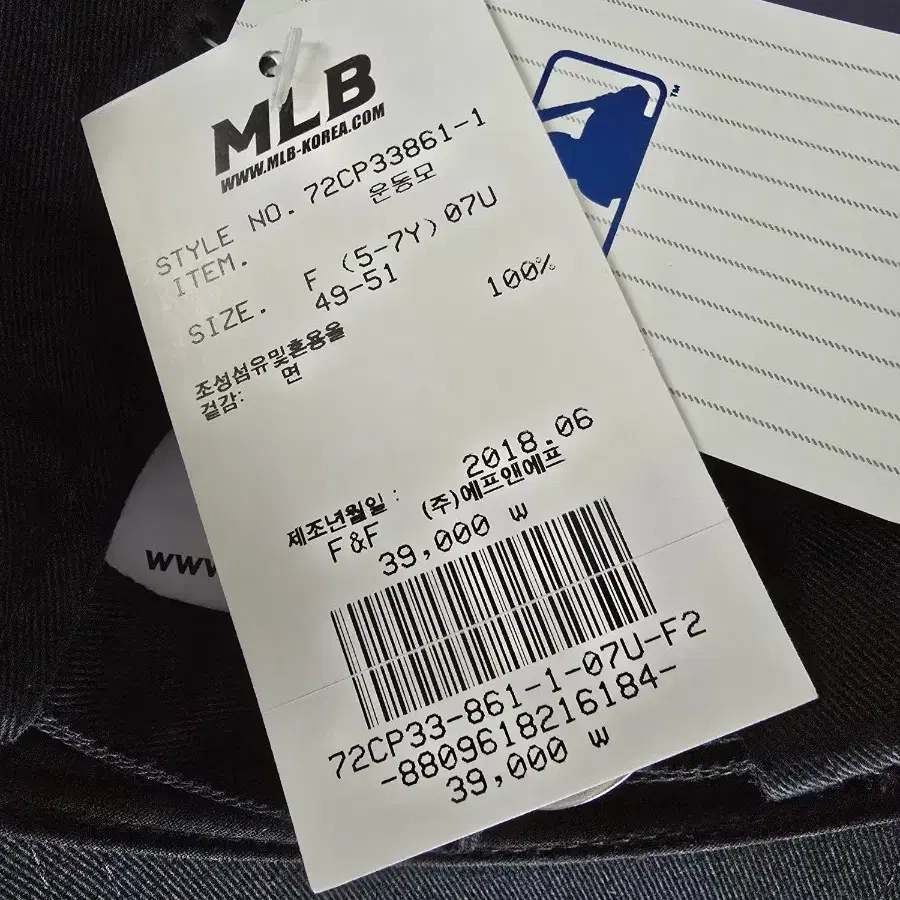 MLB
WWW.MLB-KOREA.COM
STYLE NO. 72CP33861-1
ITEM. 운동모
SIZE. F (5-7Y)07U
49-51
조성섬유및혼용율 100%
겉감: 면
제조년월일 : 2018.06
F&F (주)에프앤에프
39,000 W
72CP33-861-1-07U-F2
-8809618216184-
39,000 W
TM
WWW